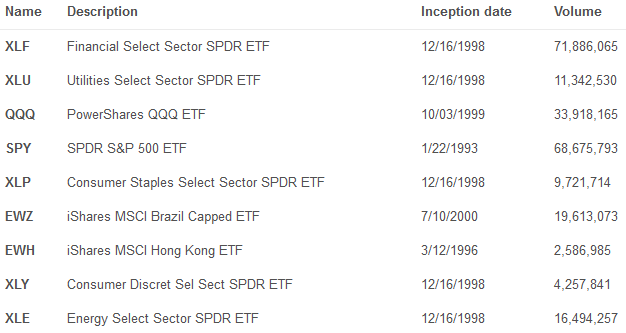 Name Description Inception date Volume
XLF Financial Select Sector SPDR ETF 12/16/1998 71,886,065
XLU Utilities Select Sector SPDR ETF 12/16/1998 11,342,530
QQQ PowerShares QQQ ETF 10/03/1999 33,918,165
SPY SPDR S&P 500 ETF 1/22/1993 68,675,793
XLP Consumer Staples Select Sector SPDR ETF 12/16/1998 9,721,714
EWZ iShares MSCI Brazil Capped ETF 7/10/2000 19,613,073
EWH iShares MSCI Hong Kong ETF 3/12/1996 2,586,985
XLY Consumer Discret Sel Sect SPDR ETF 12/16/1998 4,257,841
XLE Energy Select Sector SPDR ETF 12/16/1998 16,494,257